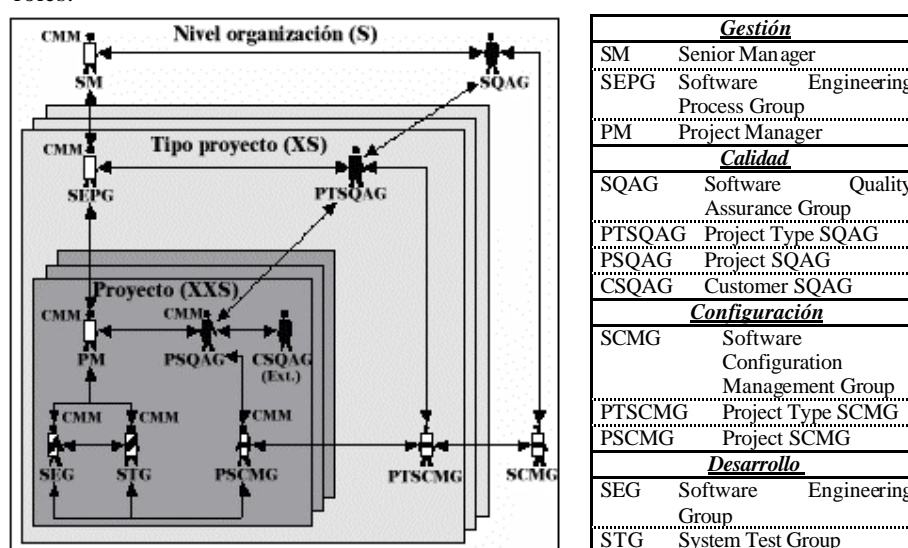 roles.
Nivel organización (S)
CMM
SM
SQAG
Tipo proyecto (XS)
CMM
SEPG
PTSQAG
Proyecto (XXS)
CMM
CMM
PM
PSQAG
CSQAG
(Ext.)
CMM
CMM
CMM
SEG
STG
PSCMG
PTSCMG
SCMG
Gestión
SM Senior Manager
SEPG Software Engineering
Process Group
PM Project Manager
Calidad
SQAG Software Quality
Assurance Group
PTSQAG Project Type SQAG
PSQAG Project SQAG
CSQAG Customer SQAG
Configuración
SCMG Software
Configuration
Management Group
PTSCMG Project Type SCMG
PSCMG Project SCMG
Desarrollo
SEG Software Engineering
Group
STG System Test Group